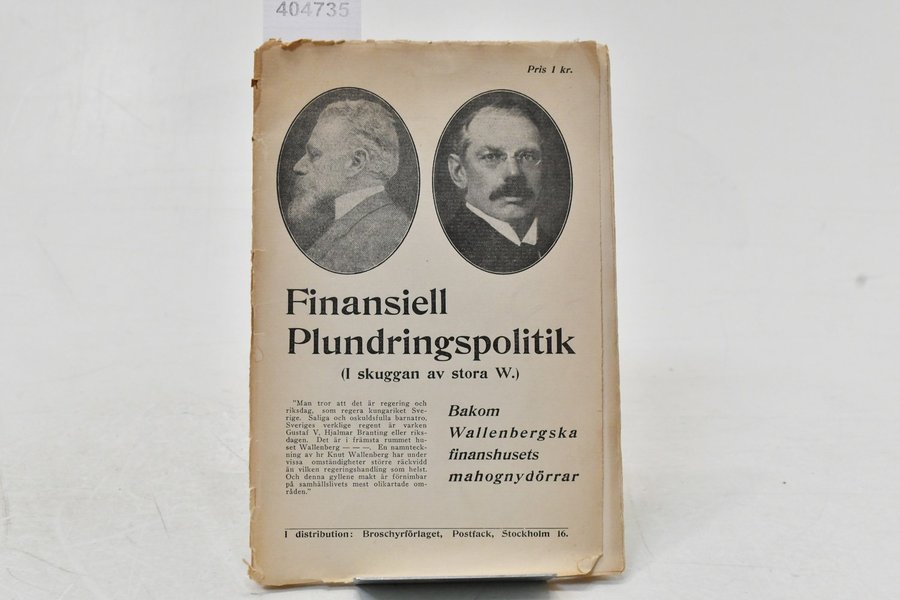 404735
Pris 1 kr.
Finansiell
Plundringspolitik
(I skuggan av stora W.)
"Man tror att det är regering och
riksdag, som regera kungariket Sve-
rige. Saliga och oskuldsfulla barnatro.
Sveriges verklige regent är varken
Gustaf V, Hjalmar Branting eller riks-
dagen. Det är i främsta rummet hu-
set Wallenberg — — —. En namnteck-
ning av hr Knut Wallenberg har under
vissa omständigheter större räckvidd
än vilken regeringshandling som helst.
Och denna gyllene makt är förnimbar
på samhällslivets mest olikartade om-
råden."
Bakom
Wallenbergska
finanshusets
mahognydörrar
I distribution: Broschyrförlaget, Postfack, Stockholm 16.